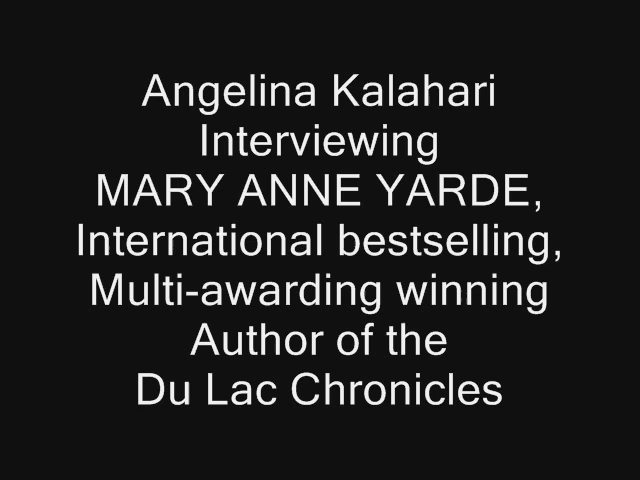 Angelina Kalahari
Interviewing
MARY ANNE YARDE,
International bestselling,
Multi-awarding winning
Author of the
Du Lac Chronicles